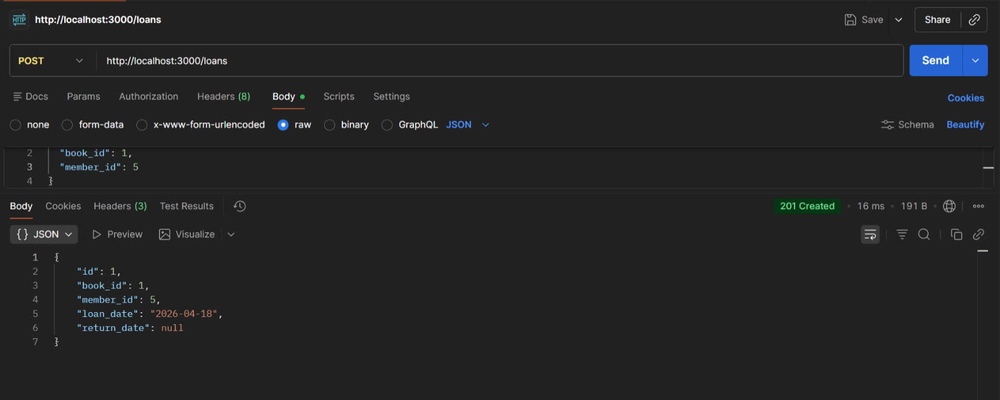 HTTP http://localhost:3000/loans Save Share
POST http://localhost:3000/loans Send
Docs Params Authorization Headers (8) Body Scripts Settings Cookies
none form-data x-www-form-urlencoded raw binary GraphQL JSON Schema Beautify
2 "book_id": 1,
3 "member_id": 5
4 }
Body Cookies Headers (3) Test Results 201 Created • 16 ms • 191 B •
{} JSON Preview Visualize
1 {
2 "id": 1,
3 "book_id": 1,
4 "member_id": 5,
5 "loan_date": "2026-04-18",
6 "return_date": null
7 }